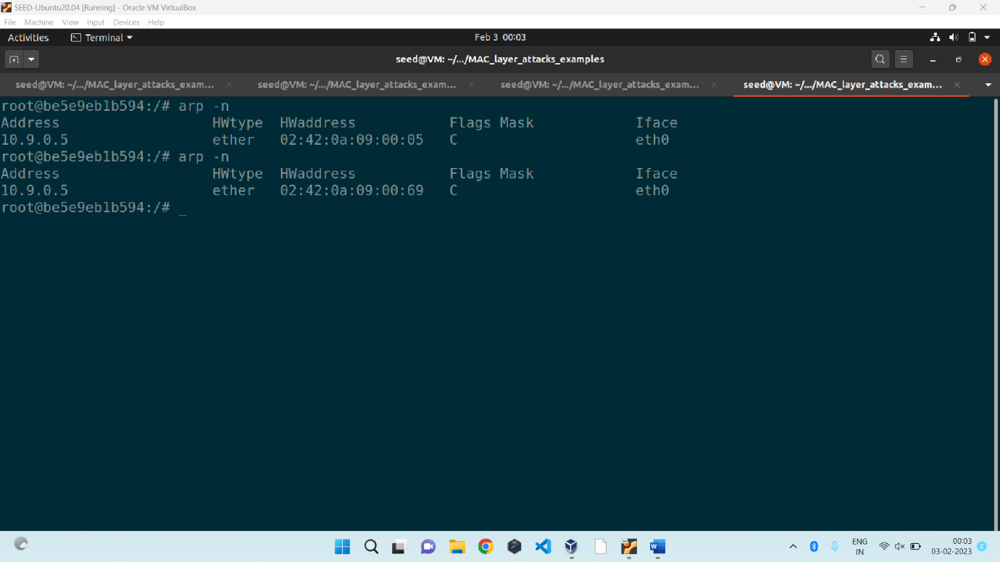 SEED-Ubuntu20.04 [Running] - Oracle VM VirtualBox
File Machine View Input Devices Help
Activities Terminal Feb 3 00:03
seed@VM: ~/.../MAC_layer_attacks_examples
seed@VM: ~/.../MAC_layer_attacks_exam... seed@VM: ~/.../MAC_layer_attacks_exam... seed@VM: ~/.../MAC_layer_attacks_exam... seed@VM: ~/.../MAC_layer_attacks_exam...
root@be5e9eb1b594:/# arp -n
Address HWtype HWaddress Flags Mask Iface
10.9.0.5 ether 02:42:0a:09:00:05 C eth0
root@be5e9eb1b594:/# arp -n
Address HWtype HWaddress Flags Mask Iface
10.9.0.5 ether 02:42:0a:09:00:69 C eth0
root@be5e9eb1b594:/# _
ENG 00:03
IN 03-02-2023 2